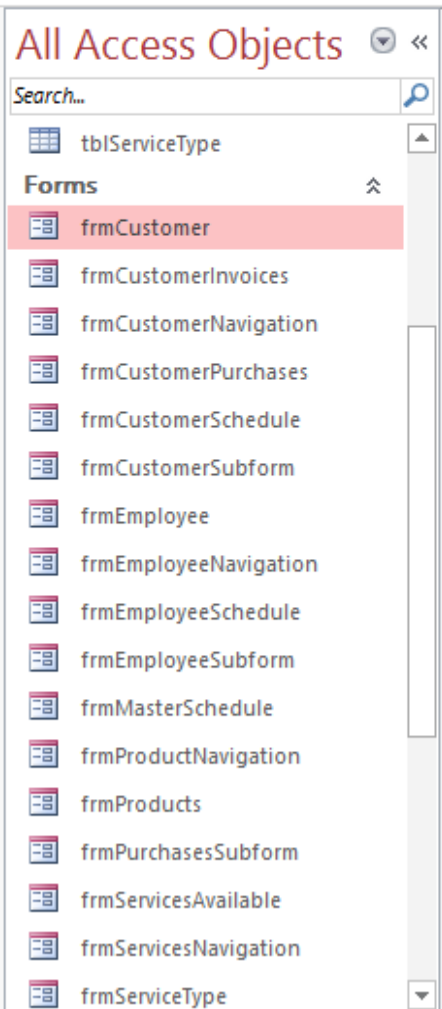 All Access Objects
Search...
tblServiceType
Forms
frmCustomer
frmCustomerInvoices
frmCustomerNavigation
frmCustomerPurchases
frmCustomerSchedule
frmCustomerSubform
frmEmployee
frmEmployeeNavigation
frmEmployeeSchedule
frmEmployeeSubform
frmMasterSchedule
frmProductNavigation
frmProducts
frmPurchasesSubform
frmServicesAvailable
frmServicesNavigation
frmServiceType